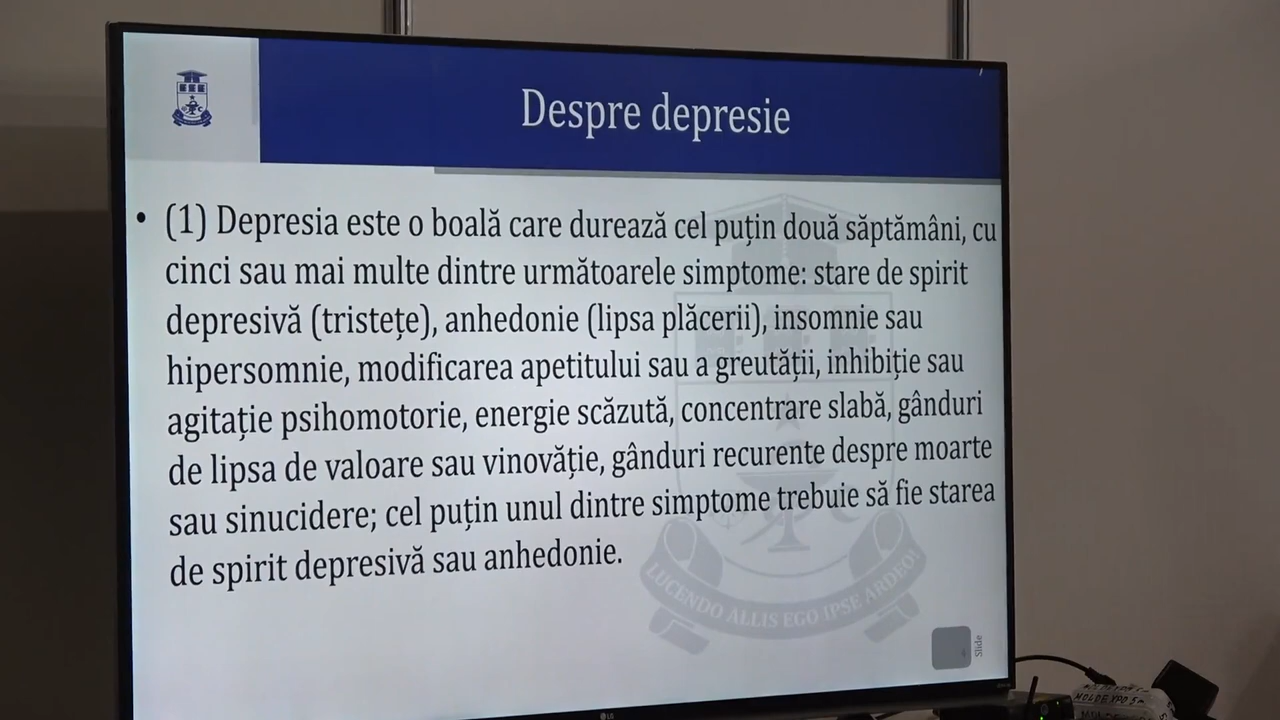 Despre depresie
• (1) Depresia este o boală care durează cel puțin două săptămâni, cu
cinci sau mai multe dintre următoarele simptome: stare de spirit
depresivă (tristețe), anhedonie (lipsa plăcerii), insomnie sau
hipersomnie, modificarea apetitului sau a greutății, inhibiție sau
agitație psihomotorie, energie scăzută, concentrare slabă, gânduri
de lipsa de valoare sau vinovăție, gânduri recurente despre moarte
sau sinucidere; cel puțin unul dintre simptome trebuie să fie starea
de spirit depresivă sau anhedonie.
LUCENDO ALLIS EGO IPSE ARDEO!
Slide
LG
MOLDEXPO